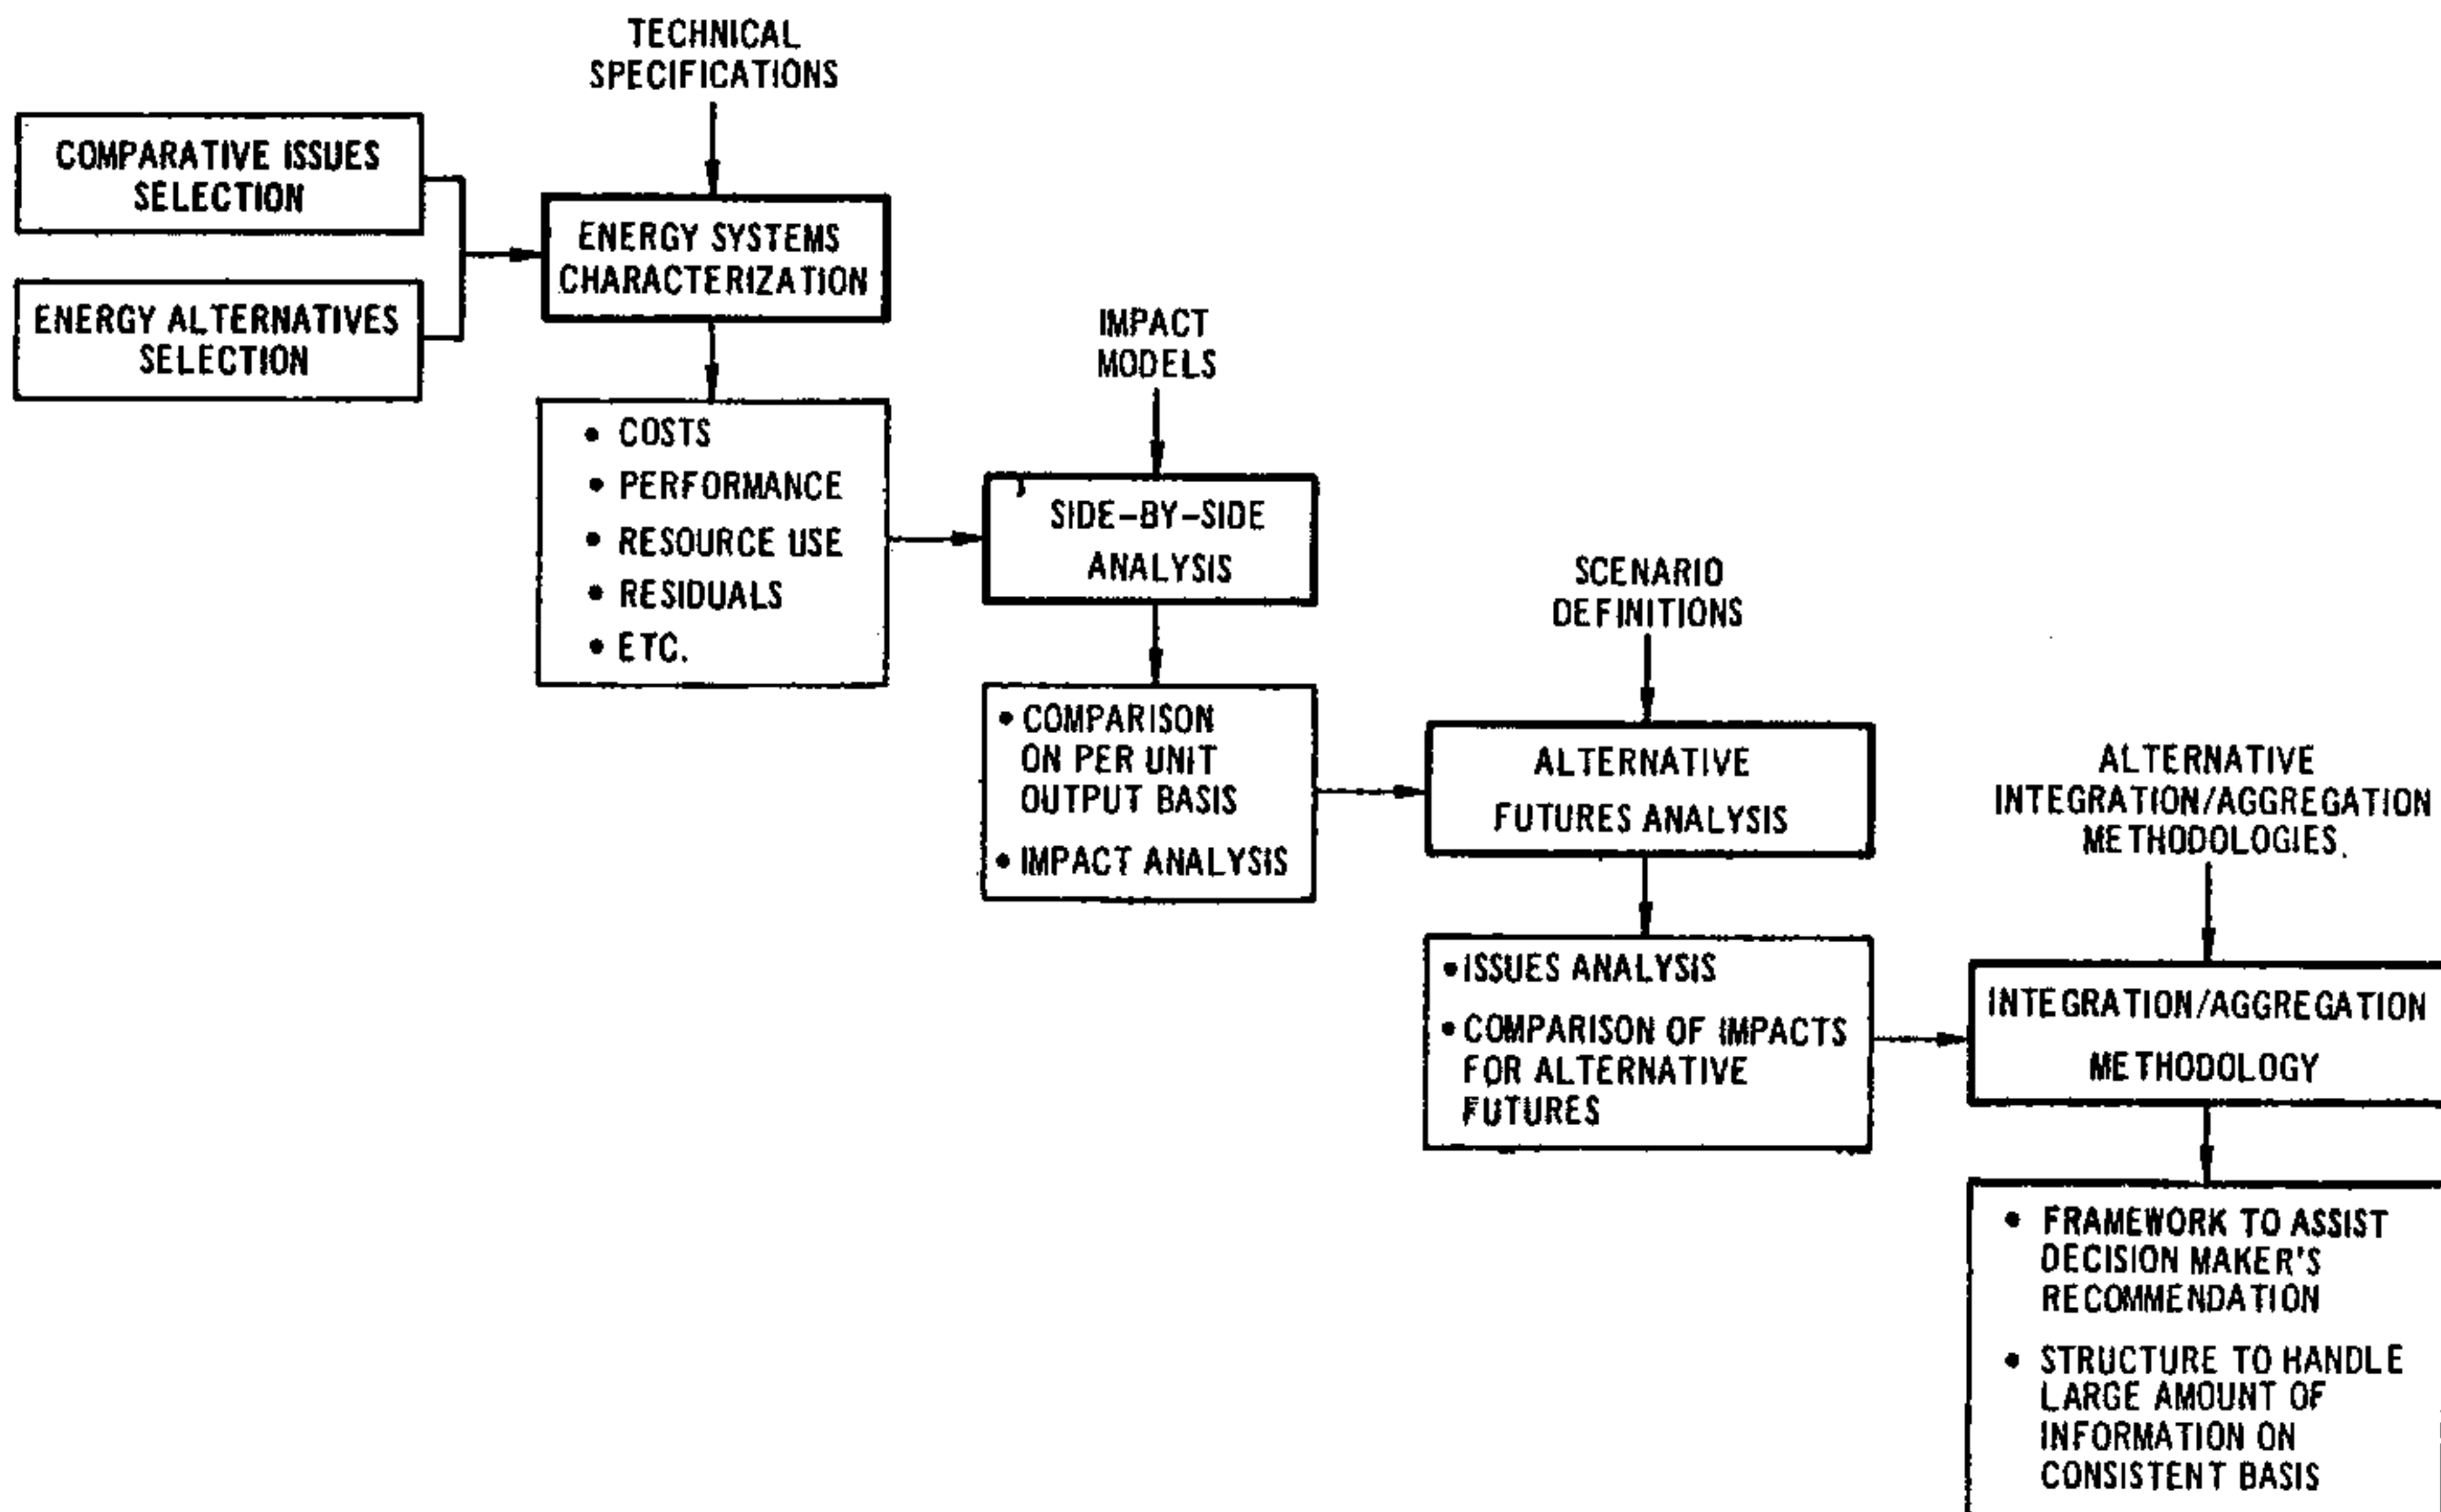 TECHNICAL
SPECIFICATIONS
COMPARATIVE ISSUES
SELECTION
ENERGY ALTERNATIVES
SELECTION
ENERGY SYSTEMS
CHARACTERIZATION
• COSTS
• PERFORMANCE
• RESOURCE USE
• RESIDUALS
• ETC.
IMPACT
MODELS
SIDE-BY-SIDE
ANALYSIS
• COMPARISON
ON PER UNIT
OUTPUT BASIS
• IMPACT ANALYSIS
SCENARIO
DEFINITIONS
ALTERNATIVE
FUTURES ANALYSIS
• ISSUES ANALYSIS
• COMPARISON OF IMPACTS
FOR ALTERNATIVE
FUTURES
ALTERNATIVE
INTEGRATION/AGGREGATION
METHODOLOGIES
INTEGRATION/AGGREGATION
METHODOLOGY
• FRAMEWORK TO ASSIST
DECISION MAKER'S
RECOMMENDATION
• STRUCTURE TO HANDLE
LARGE AMOUNT OF
INFORMATION ON
CONSISTENT BASIS